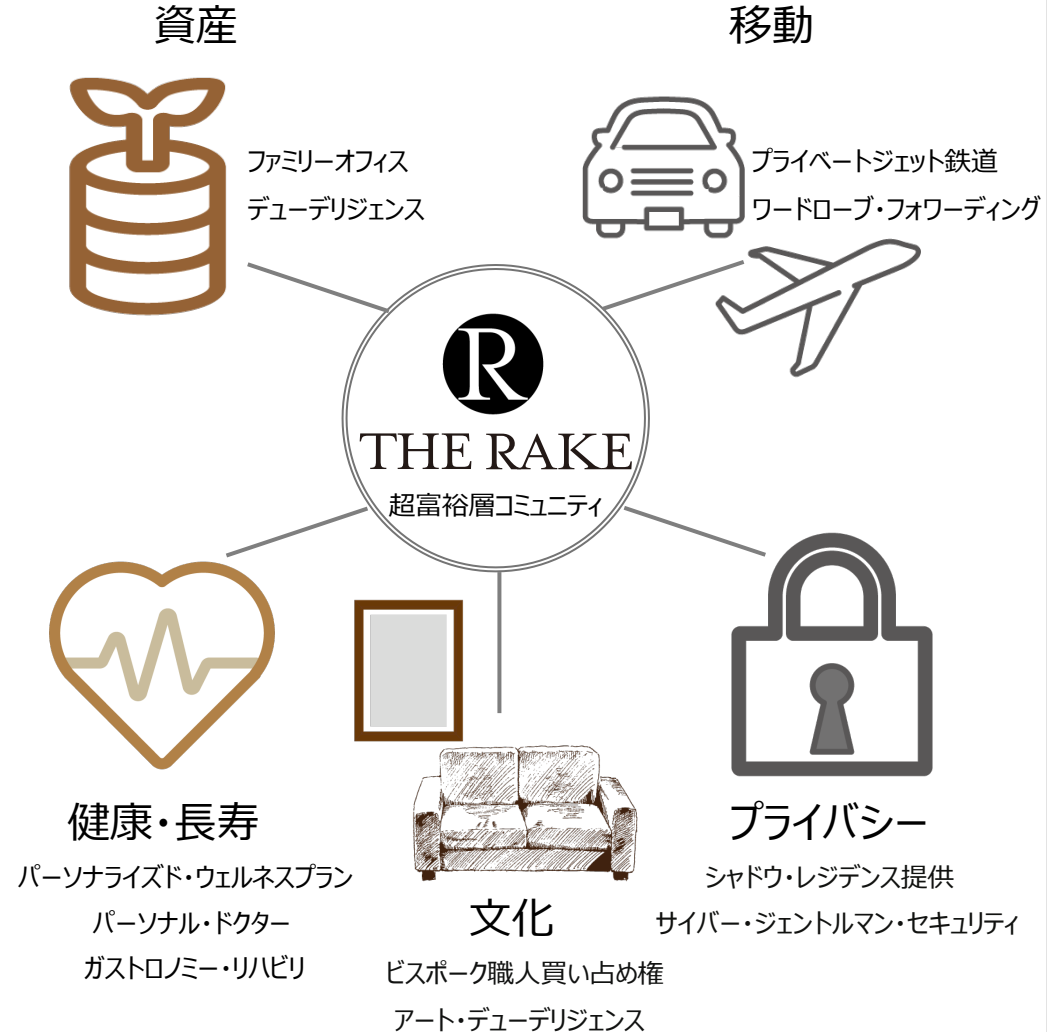 資産
移動
ファミリーオフィス
デューデリジェンス
プライベートジェット鉄道
ワードローブ・フォワーディング
R
THE RAKE
超富裕層コミュニティ
健康・長寿
パーソナライズド・ウェルネスプラン
パーソナル・ドクター
ガストロノミー・リハビリ
文化
ビスポーク職人買い占め権
アート・デューデリジェンス
プライバシー
シャドウ・レジデンス提供
サイバー・ジェントルマン・セキュリティ